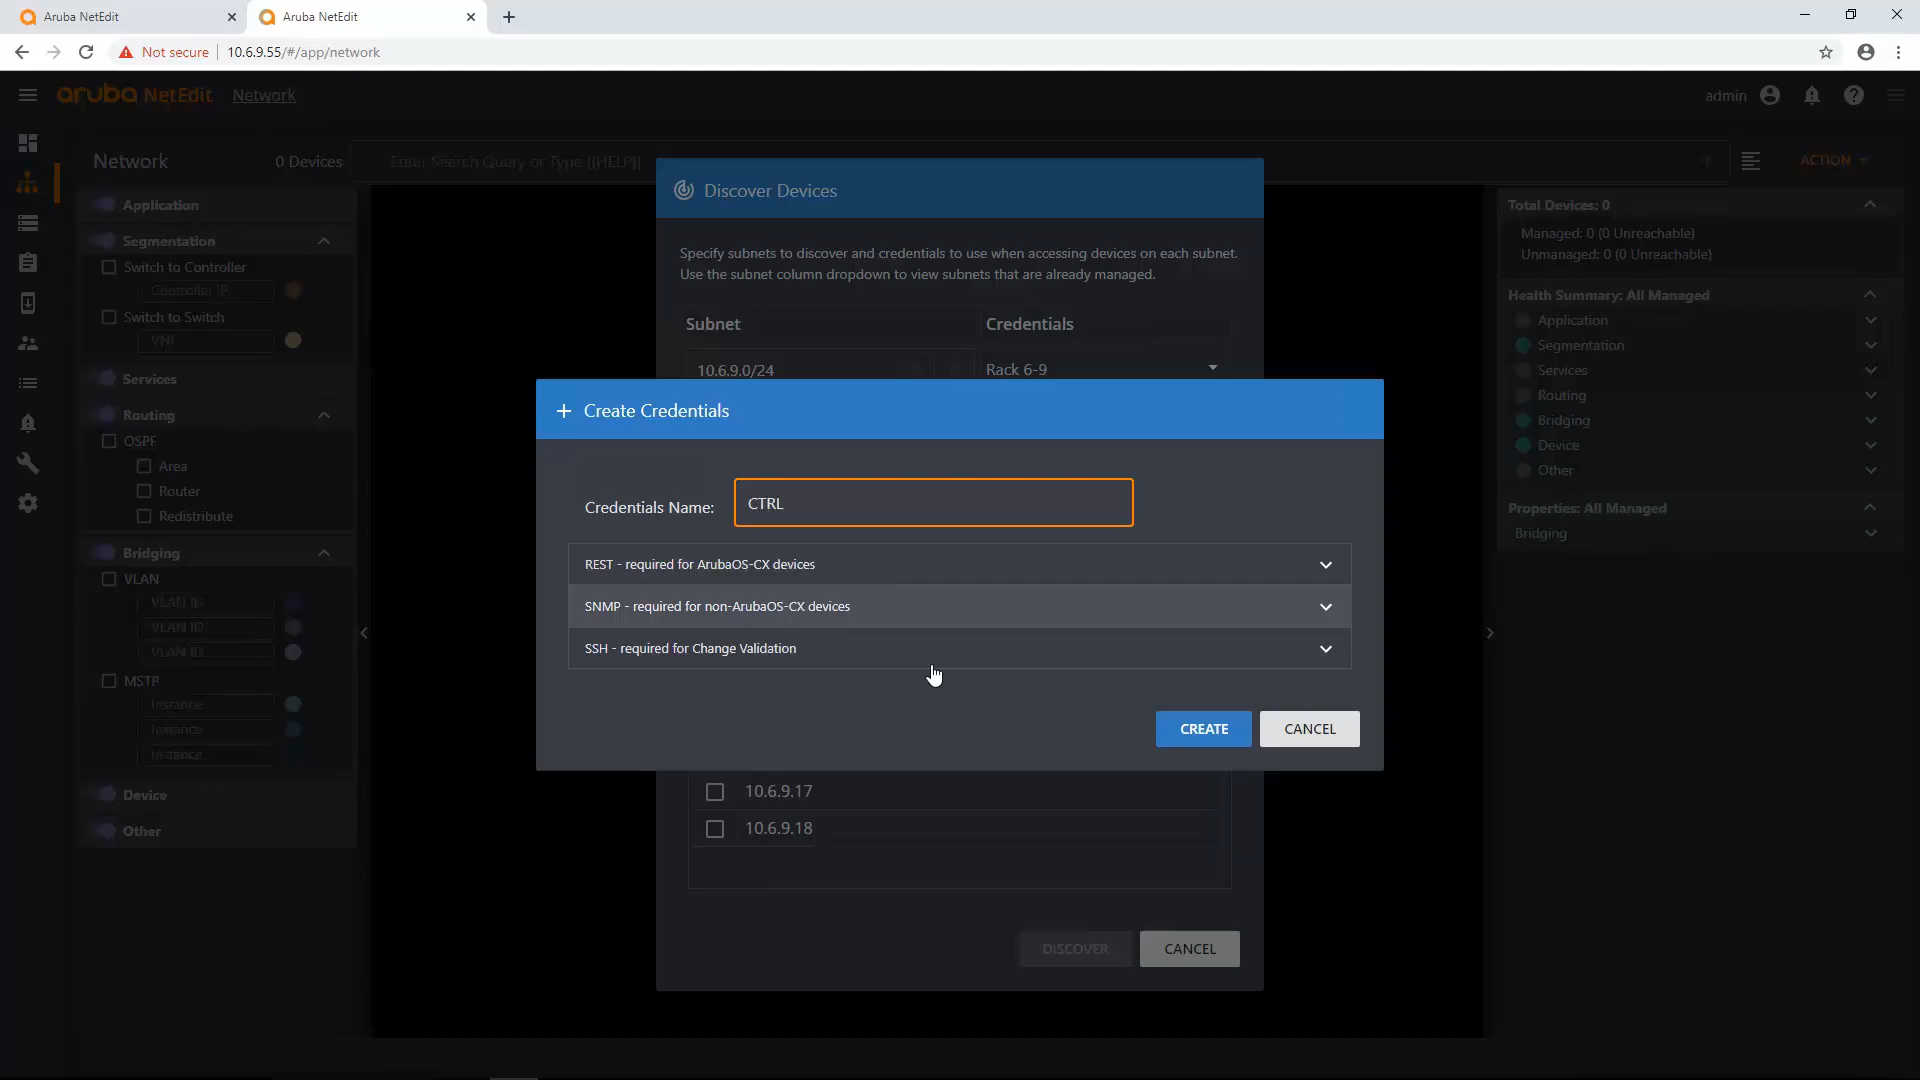 Aruba NetEdit
Aruba NetEdit
Not secure
10.6.9.55/#/app/network
aruba NetEdit
Network
admin
Network
0 Devices
Enter Search Query or Type {{HELP}}
ACTION
Application
Segmentation
Switch to Controller
Controller IP
Switch to Switch
VNI
Services
Routing
OSPF
Area
Router
Redistribute
Bridging
VLAN
VLAN ID
VLAN ID
VLAN ID
MSTP
Instance
Instance
Instance
Device
Other
Discover Devices
Specify subnets to discover and credentials to use when accessing devices on each subnet.
Use the subnet column dropdown to view subnets that are already managed.
Subnet
Credentials
10.6.9.0/24
Rack 6-9
+ Create Credentials
Credentials Name:
CTRL
REST - required for ArubaOS-CX devices
SNMP - required for non-ArubaOS-CX devices
SSH - required for Change Validation
CREATE
CANCEL
10.6.9.17
10.6.9.18
DISCOVER
CANCEL
Total Devices: 0
Managed: 0 (0 Unreachable)
Unmanaged: 0 (0 Unreachable)
Health Summary: All Managed
Application
Segmentation
Services
Routing
Bridging
Device
Other
Properties: All Managed
Bridging